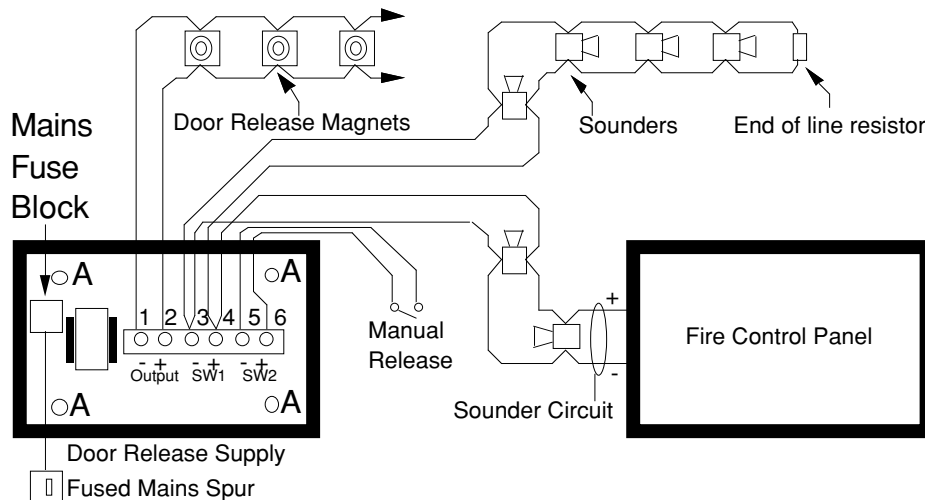 Door Release Magnets
Sounders
End of line resistor
Mains
Fuse
Block
A
A
1 2 3 4 5 6
- + - + - +
Output SW1 SW2
A
A
Manual
Release
+
-
Sounder Circuit
Fire Control Panel
Door Release Supply
Fused Mains Spur